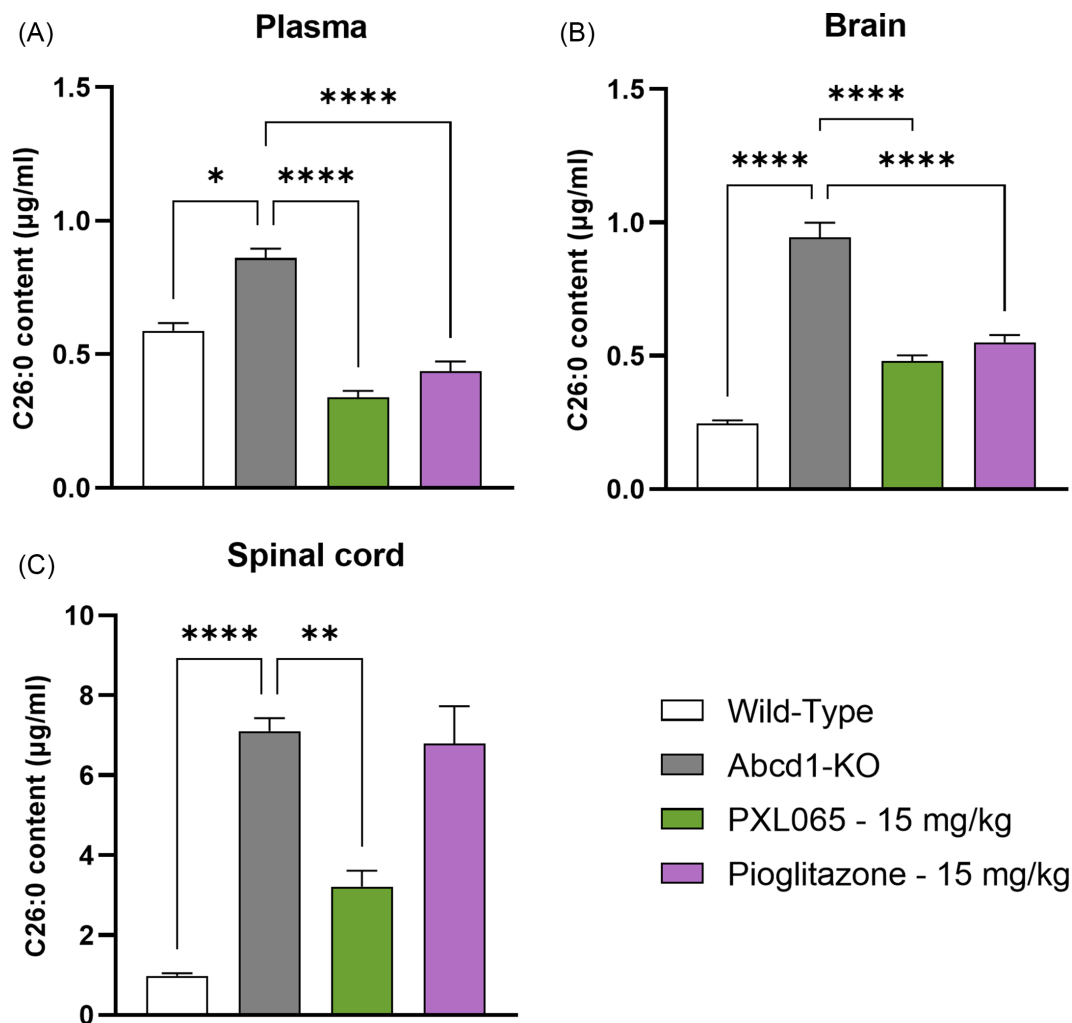 (A)
Plasma
C26:0 content (µg/ml)
1.5
1.0
0.5
0.0
*
****
****
(B)
Brain
C26:0 content (µg/ml)
1.5
1.0
0.5
0.0
****
****
****
(C)
Spinal cord
C26:0 content (µg/ml)
10
8
6
4
2
0
****
**
Wild-Type
Abcd1-KO
PXL065 - 15 mg/kg
Pioglitazone - 15 mg/kg